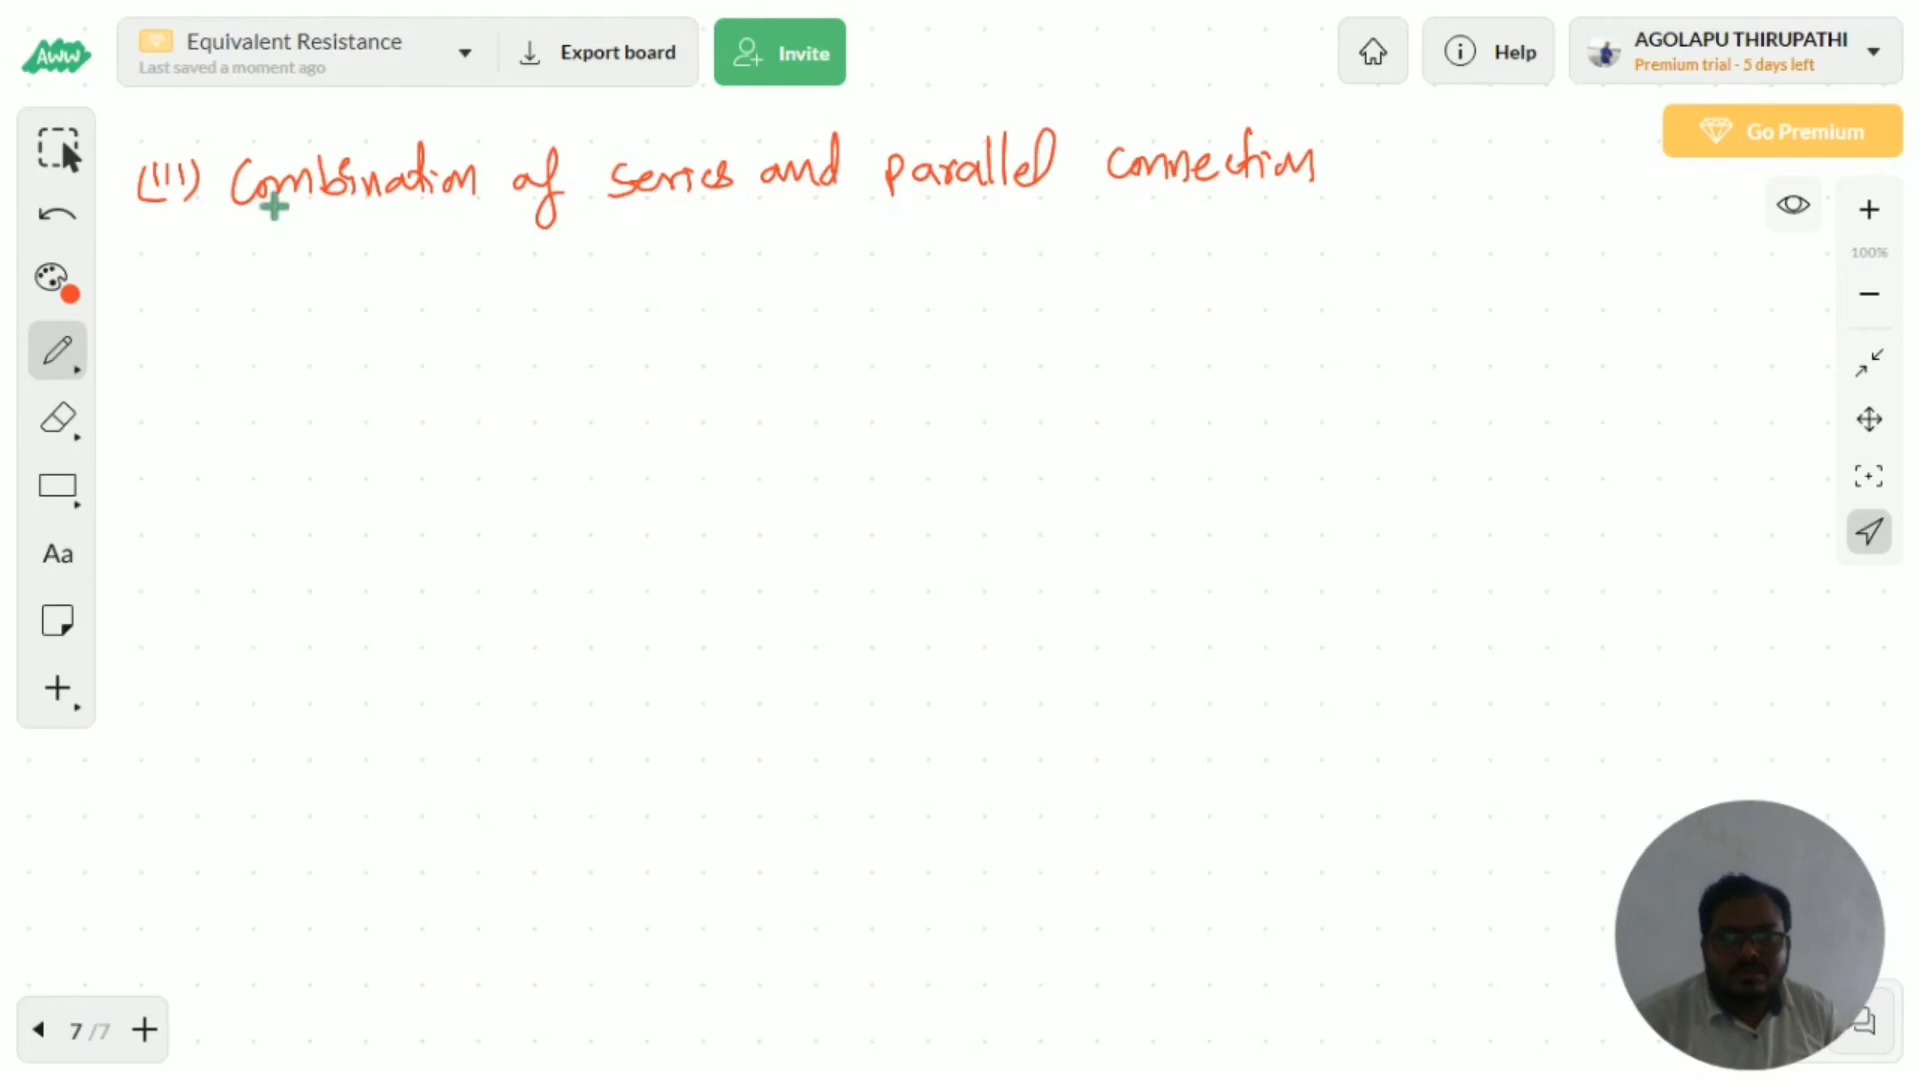 AWW
Equivalent Resistance
Last saved a moment ago
Export board
Invite
Help
AGOLAPU THIRUPATHI
Premium trial - 5 days left
Go Premium
(III) Combination of series and parallel connection
100%
Aa
7 /7